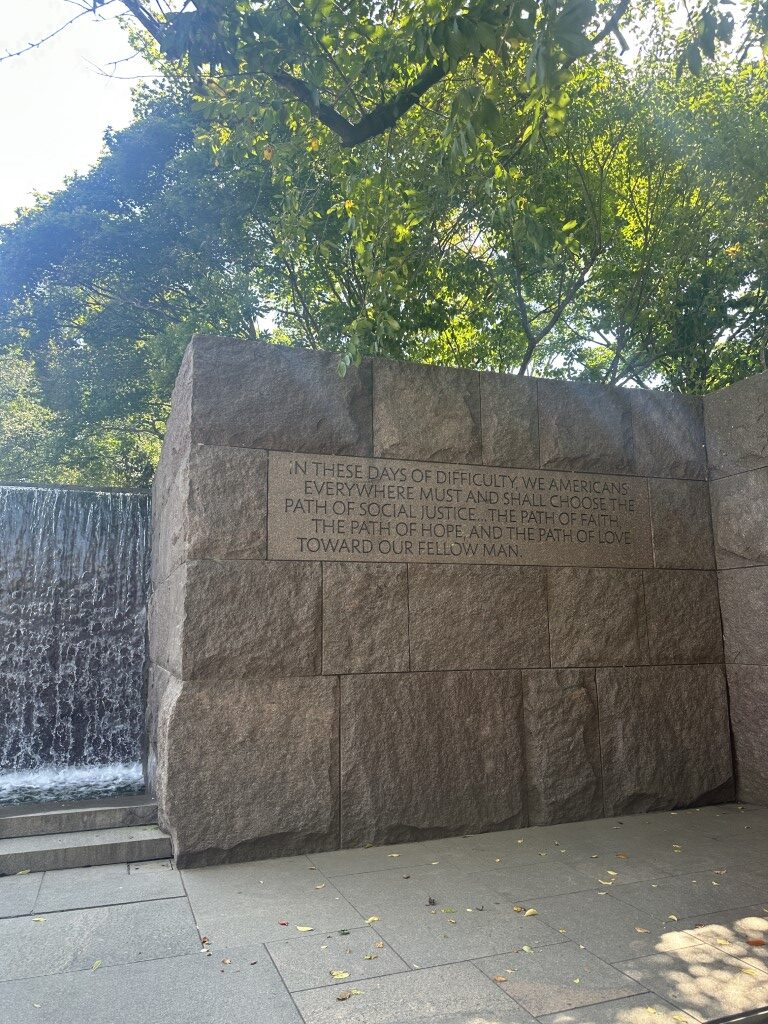 IN THESE DAYS OF DIFFICULTY, WE AMERICANS
EVERYWHERE MUST AND SHALL CHOOSE THE
PATH OF SOCIAL JUSTICE... THE PATH OF FAITH,
THE PATH OF HOPE, AND THE PATH OF LOVE
TOWARD OUR FELLOW MAN.